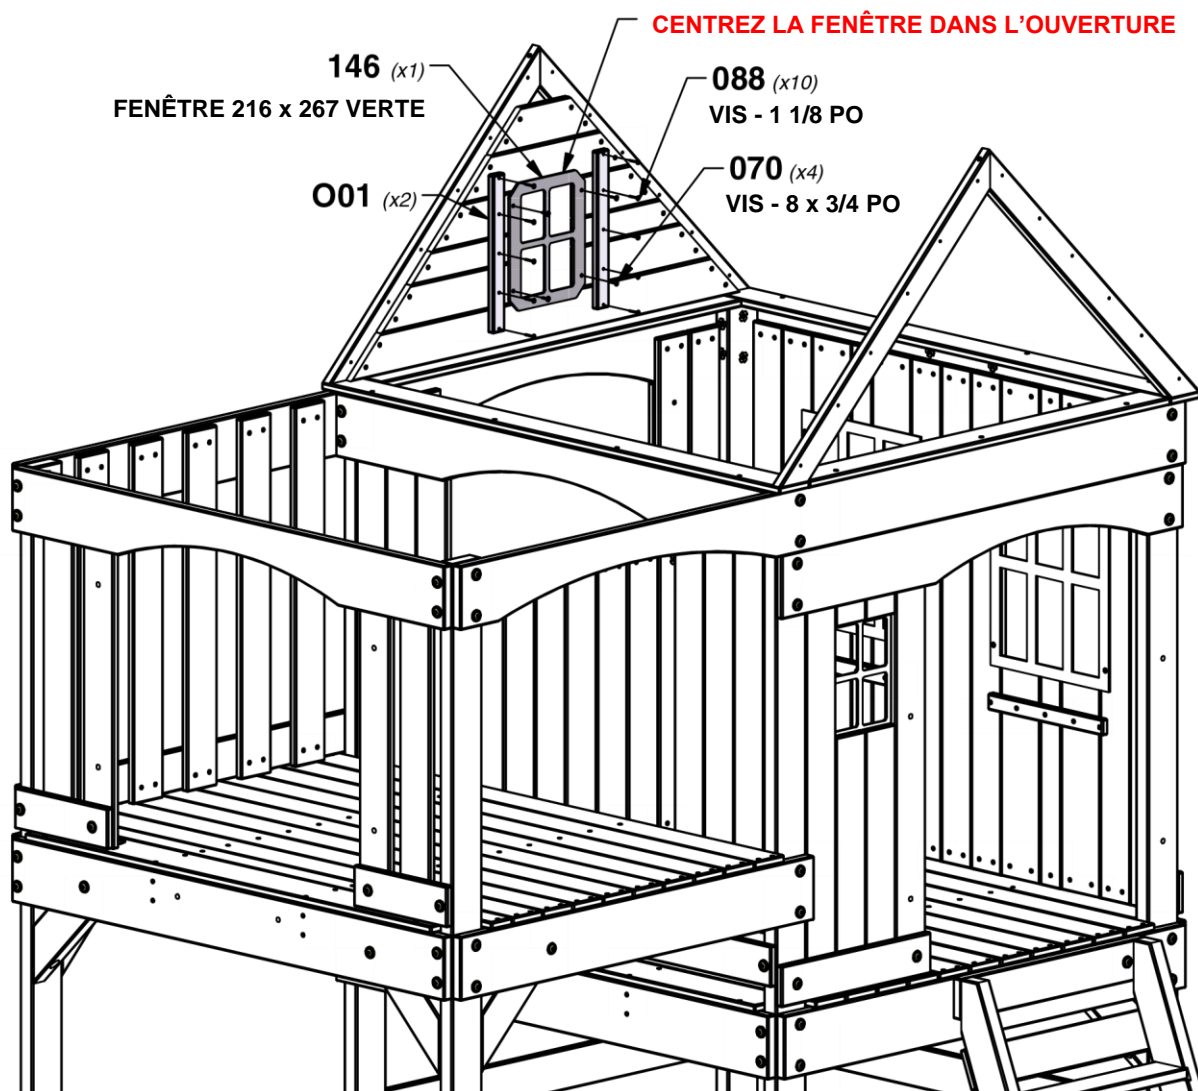 CENTREZ LA FENÊTRE DANS L'OUVERTURE
146 (x1)
FENÊTRE 216 x 267 VERTE
088 (x10)
VIS - 1 1/8 PO
O01 (x2)
070 (x4)
VIS - 8 x 3/4 PO